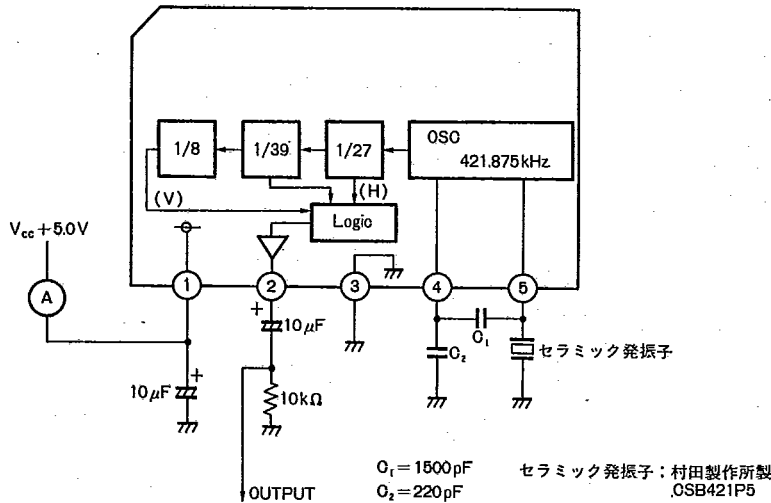 OSC
421.875kHz
1/8
1/39
1/27
(V)
(H)
Logic
Vcc+5.0V
A
1
2
3
4
5
+
10μF
C1
C2
セラミック発振子
+
10μF
10kΩ
OUTPUT
C1=1500pF
C2=220pF
セラミック発振子:村田製作所製
CSB421P5